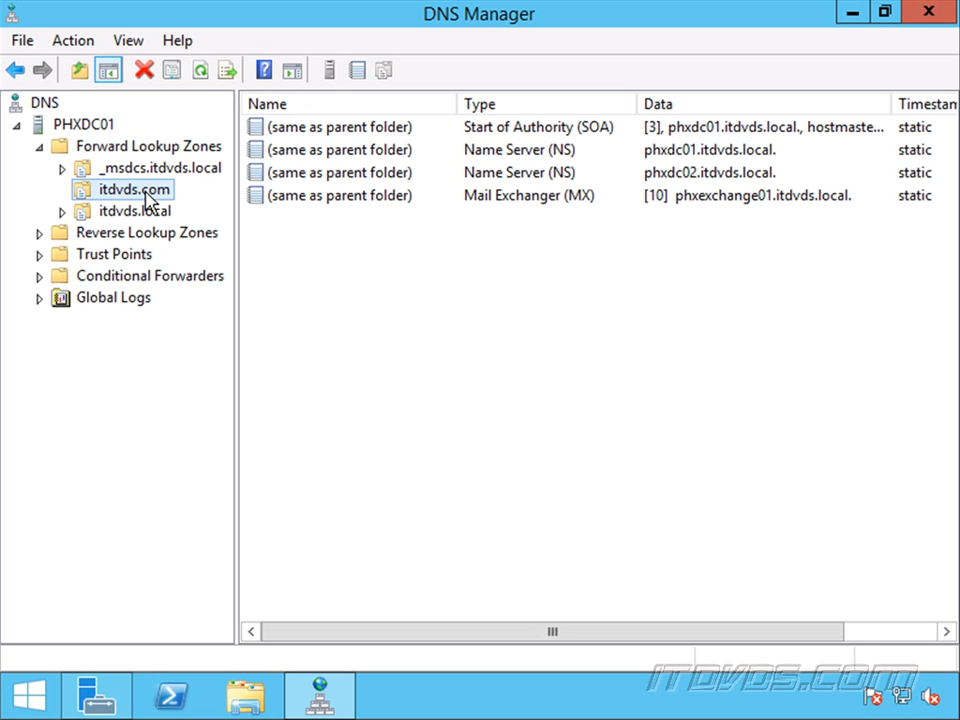 DNS Manager
File Action View Help
DNS
PHXDC01
Forward Lookup Zones
_msdcs.itdvds.local
itdvds.com
itdvds.local
Reverse Lookup Zones
Trust Points
Conditional Forwarders
Global Logs
Name Type Data Timestam
(same as parent folder) Start of Authority (SOA) [3], phxdc01.itdvds.local., hostmaste... static
(same as parent folder) Name Server (NS) phxdc01.itdvds.local. static
(same as parent folder) Name Server (NS) phxdc02.itdvds.local. static
(same as parent folder) Mail Exchanger (MX) [10] phxexchange01.itdvds.local. static
ITDVDS.COM